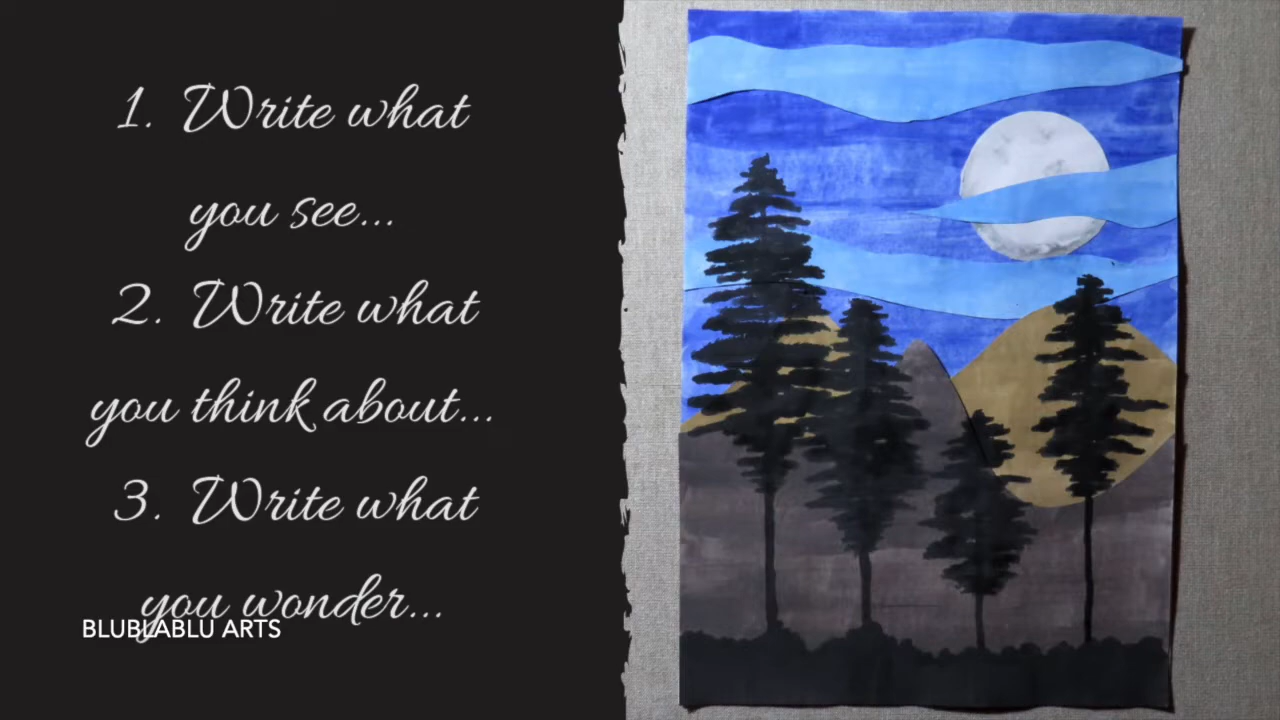 1. Write what
you see...
2. Write what
you think about...
3. Write what
you wonder...
BLUBLABLU ARTS